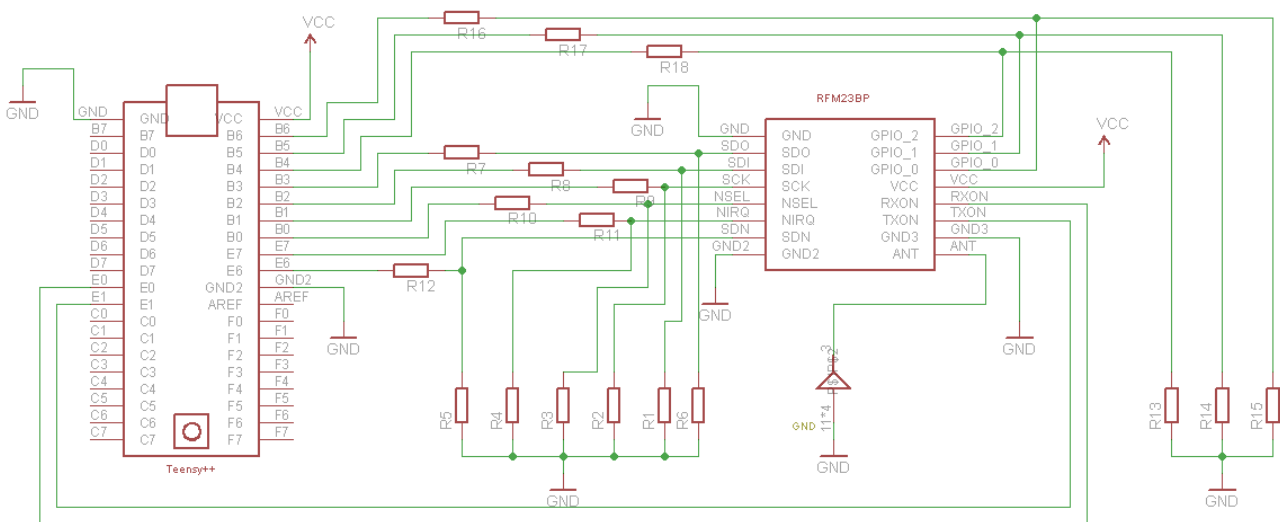 VCC
R16
R17
R18
GND
RFM23BP
VCC
GND
Teensy++
GND GND VCC VCC
B7 B7 B6 B6
D0 D0 B5 B5
D1 D1 B4 B4
D2 D2 B3 B3
D3 D3 B2 B2
D4 D4 B1 B1
D5 D5 B0 B0
D6 D6 E7 E7
D7 D7 E6 E6
E0 E0 GND2 GND2
E1 E1 AREF AREF
C0 C0 F0 F0
C1 C1 F1 F1
C2 C2 F2 F2
C3 C3 F3 F3
C4 C4 F4 F4
C5 C5 F5 F5
C6 C6 F6 F6
C7 C7 F7 F7
R7
R8
R9
R10
R11
R12
GND GND GPIO_2 GPIO_2
SDO SDO GPIO_1 GPIO_1
SDI SDI GPIO_0 GPIO_0
SCK SCK VCC VCC
NSEL NSEL RXON RXON
NIRQ NIRQ TXON TXON
SDN SDN GND3 GND3
GND2 GND2 ANT ANT
GND
GND
GND
R5
R4
R3
R2
R1
R6
GND
11*4
GND
R13
R14
R15
GND
GND